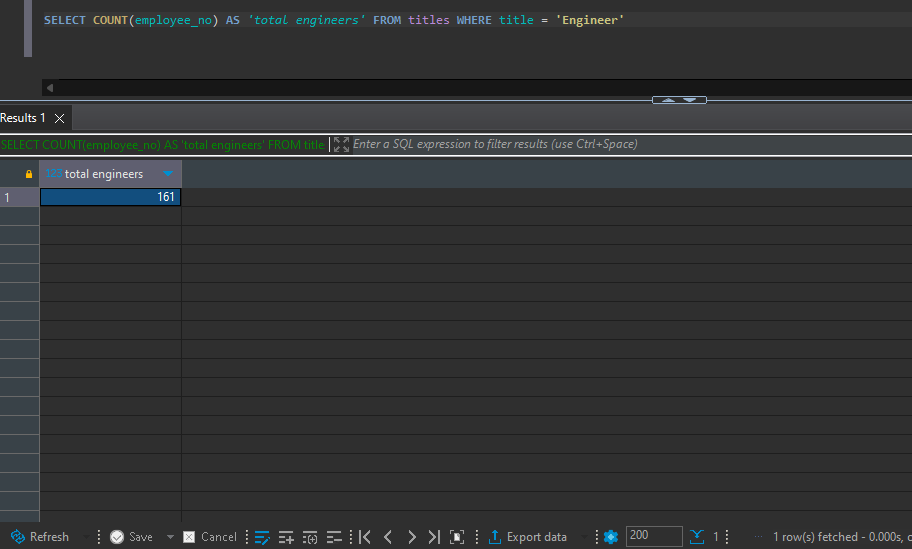 SELECT COUNT(employee_no) AS 'total engineers' FROM titles WHERE title = 'Engineer'
Results 1
SELECT COUNT(employee_no) AS 'total engineers' FROM title
Enter a SQL expression to filter results (use Ctrl+Space)
123 total engineers
1 161
Refresh Save Cancel Export data 200 1 ... 1 row(s) fetched - 0.000s,